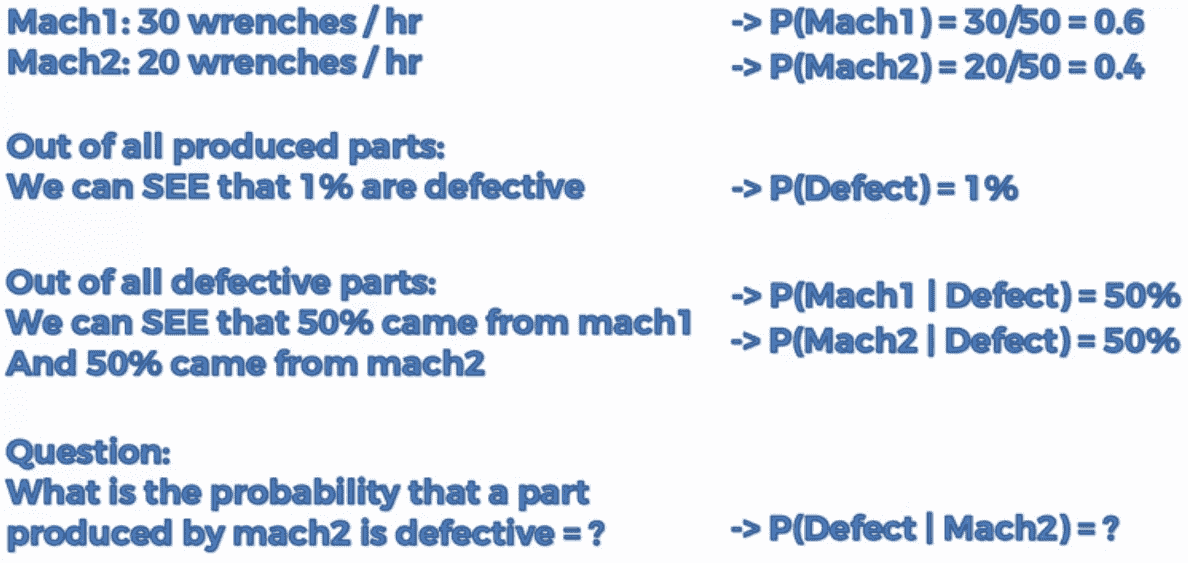 Mach1: 30 wrenches / hr -> P(Mach1) = 30/50 = 0.6
Mach2: 20 wrenches / hr -> P(Mach2) = 20/50 = 0.4
Out of all produced parts:
We can SEE that 1% are defective -> P(Defect) = 1%
Out of all defective parts:
We can SEE that 50% came from mach1 -> P(Mach1 | Defect) = 50%
And 50% came from mach2 -> P(Mach2 | Defect) = 50%
Question:
What is the probability that a part
produced by mach2 is defective = ? -> P(Defect | Mach2) = ?